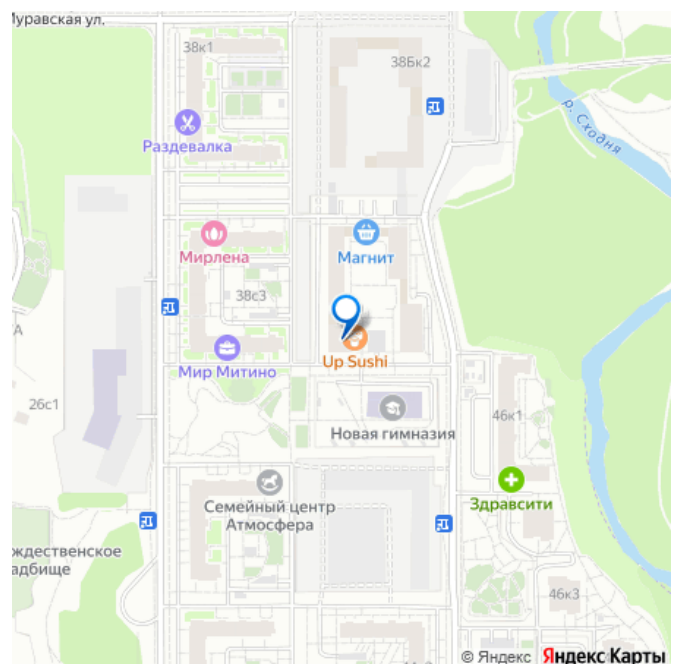 Муравская ул.
38к1
38Бк2
р. Сходня
Раздевалка
Мирлена
Магнит
38с3
Up Sushi
Мир Митино
26с1
46к1
Новая гимназия
Здравсити
Семейный центр
Атмосфера
46к3
© Яндекс Яндекс Карты